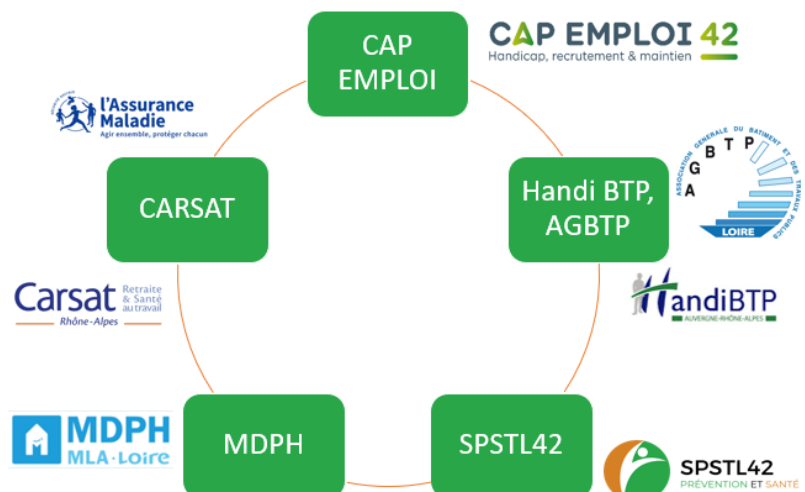 CAP
EMPLOI
CAP EMPLOI 42
Handicap, recrutement & maintien
l'Assurance
Maladie
Agir ensemble, protéger chacun
CARSAT
Handi BTP,
AGBTP
ASSOCIATION GENERALE DU BATIMENT ET DES TRAVAUX PUBLICS
AGBTP
LOIRE
Carsat
Retraite
& Santé
au travail
Rhône-Alpes
HandiBTP
AUVERGNE-RHÔNE-ALPES
MDPH
MLA·Loire
MDPH
SPSTL42
SPSTL42
PRÉVENTION ET SANTÉ